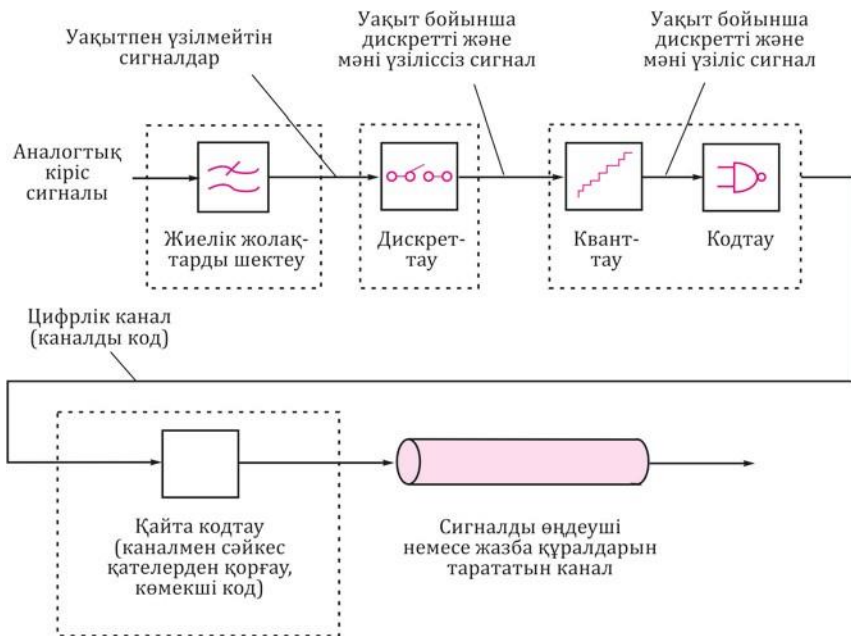 Уақытпен үзілмейтін
сигналдар
Уақыт бойынша
дискретті және
мәні үзіліссіз сигнал
Уақыт бойынша
дискретті және
мәні үзіліс сигнал
Аналогтық
кіріс
сигналы
Жиелік жолақ-
тарды шектеу
Дискрет-
тау
Квант-
тау
Кодтау
Цифрлік канал
(каналды код)
Қайта кодтау
(каналмен сәйкес
қателерден қорғау,
көмекші код)
Сигналды өңдеуші
немесе жазба құралдарын
тарататын канал